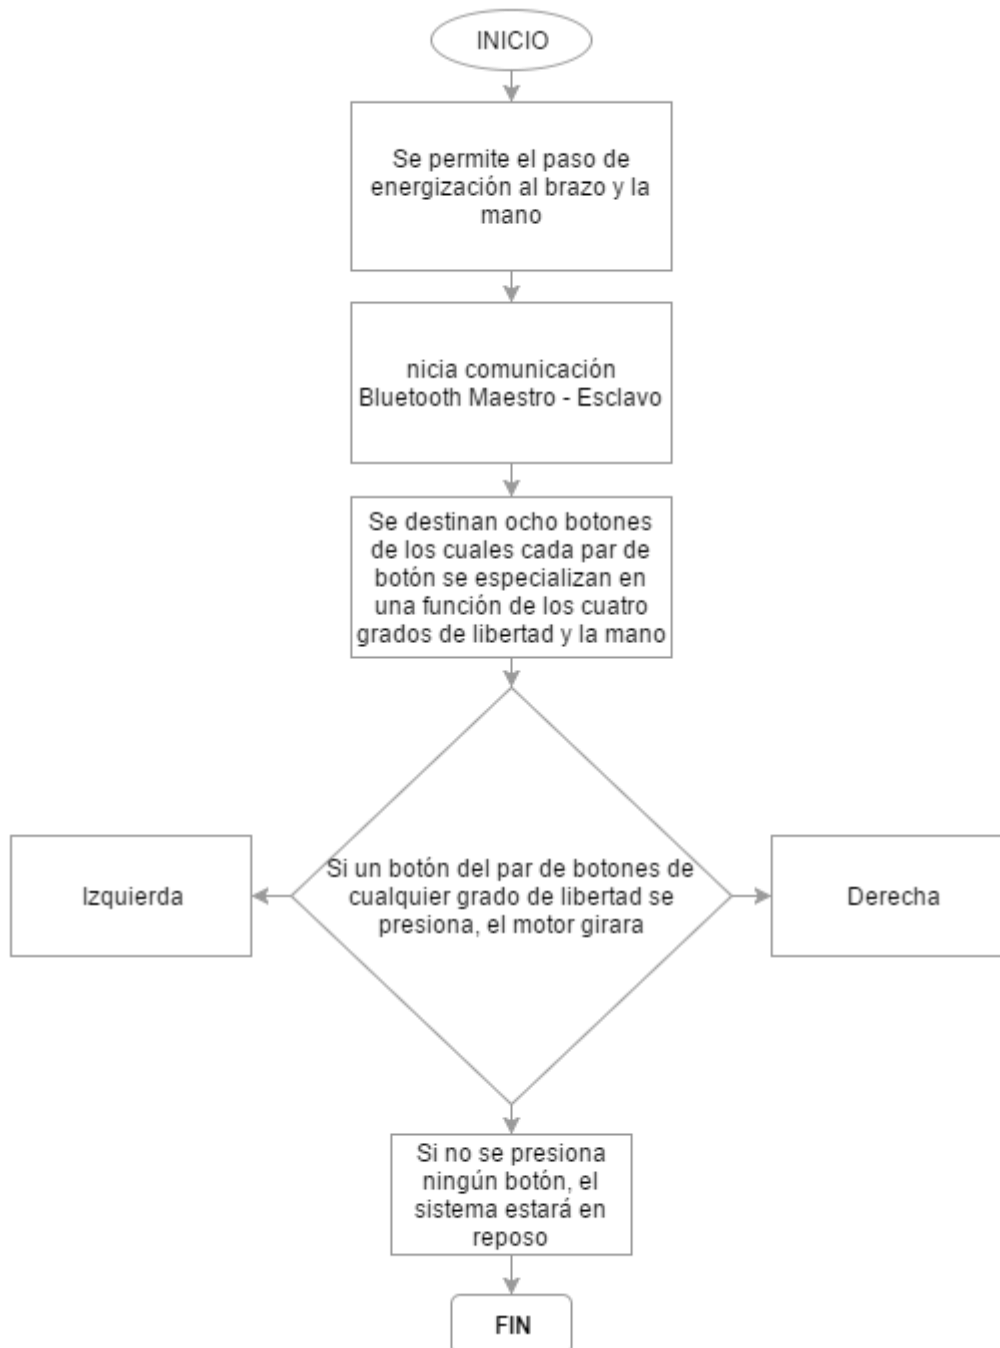 INICIO
Se permite el paso de
energización al brazo y la
mano
nicia comunicación
Bluetooth Maestro - Esclavo
Se destinan ocho botones
de los cuales cada par de
botón se especializan en
una función de los cuatro
grados de libertad y la mano
Si un botón del par de botones de
cualquier grado de libertad se
presiona, el motor girara
Izquierda
Derecha
Si no se presiona
ningún botón, el
sistema estará en
reposo
FIN